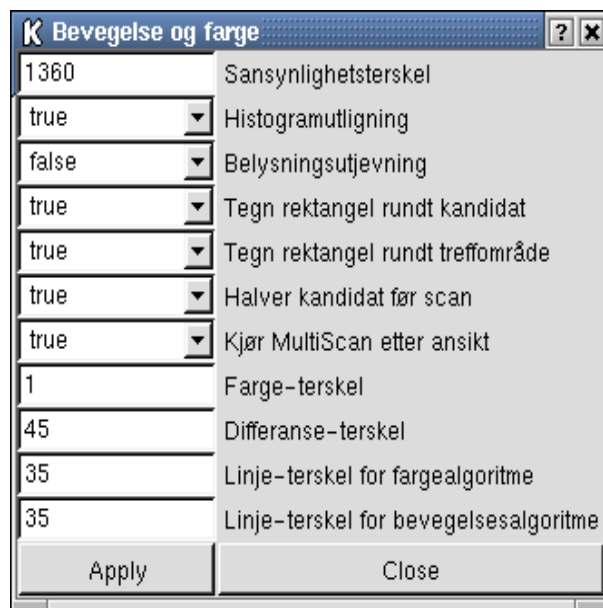 Bevegelse og farge
1360 Sansynlighetsterskel
true Histogramutligning
false Belysningsutjevning
true Tegn rektangel rundt kandidat
true Tegn rektangel rundt treffområde
true Halver kandidat før scan
true Kjør MultiScan etter ansikt
1 Farge-terskel
45 Differanse-terskel
35 Linje-terskel for fargealgoritme
35 Linje-terskel for bevegelsesalgoritme
Apply Close